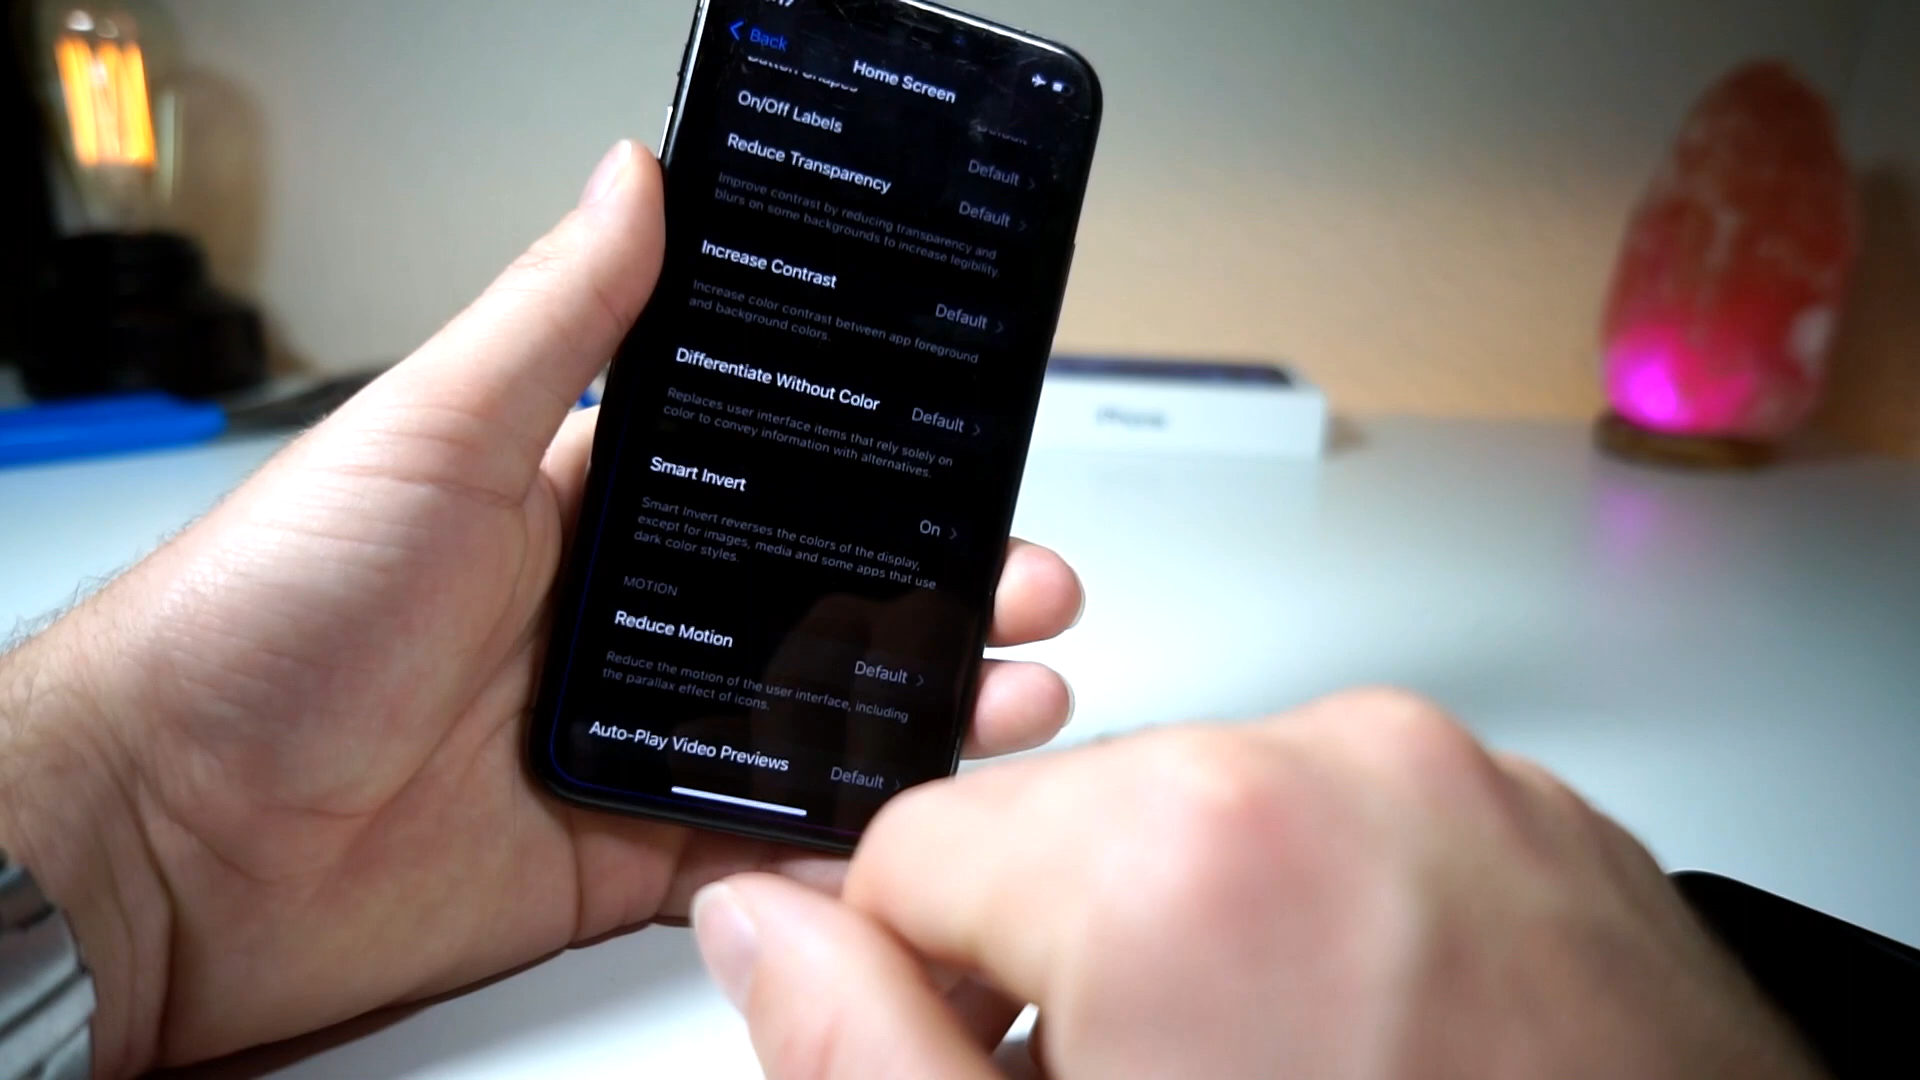 Back
Home Screen
Button Shapes
Default
On/Off Labels
Default
Reduce Transparency
Default
Improve contrast by reducing transparency and
blurs on some backgrounds to increase legibility.
Increase Contrast
Default
Increase color contrast between app foreground
and background colors.
Differentiate Without Color
Default
Replaces user interface items that rely solely on
color to convey information with alternatives.
Smart Invert
On
Smart Invert reverses the colors of the display,
except for images, media and some apps that use
dark color styles.
MOTION
Reduce Motion
Default
Reduce the motion of the user interface, including
the parallax effect of icons.
Auto-Play Video Previews
Default
iPhone